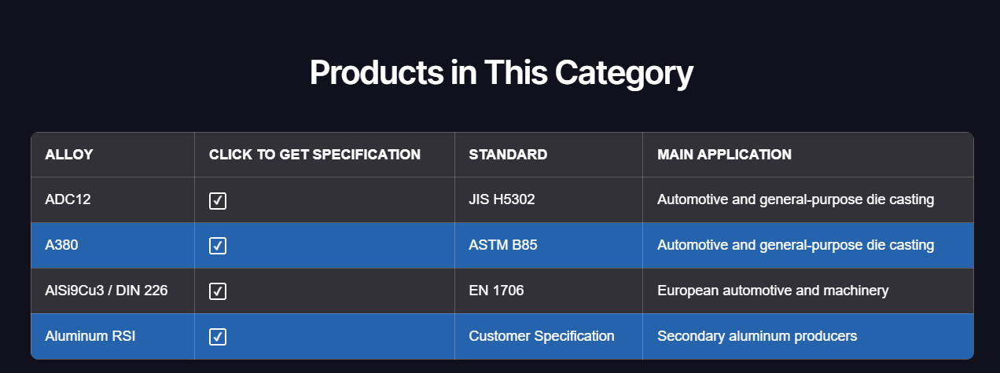 Products in This Category
ALLOY CLICK TO GET SPECIFICATION STANDARD MAIN APPLICATION
ADC12 JIS H5302 Automotive and general-purpose die casting
A380 ASTM B85 Automotive and general-purpose die casting
AlSi9Cu3 / DIN 226 EN 1706 European automotive and machinery
Aluminum RSI Customer Specification Secondary aluminum producers